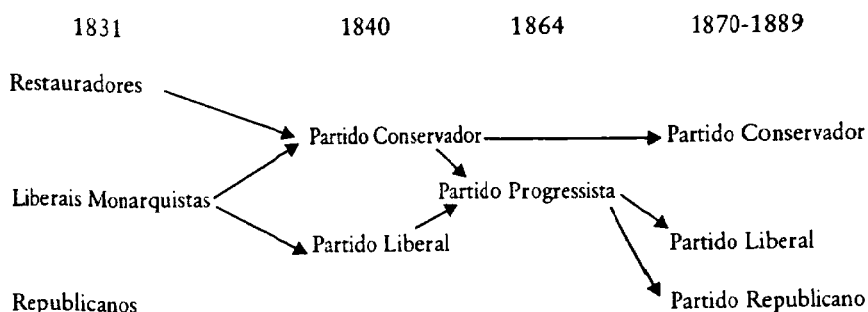 1831 1840 1864 1870-1889
Restauradores
Partido Conservador Partido Conservador
Liberais Monarquistas Partido Progressista
Partido Liberal Partido Liberal
Republicanos Partido Republicano